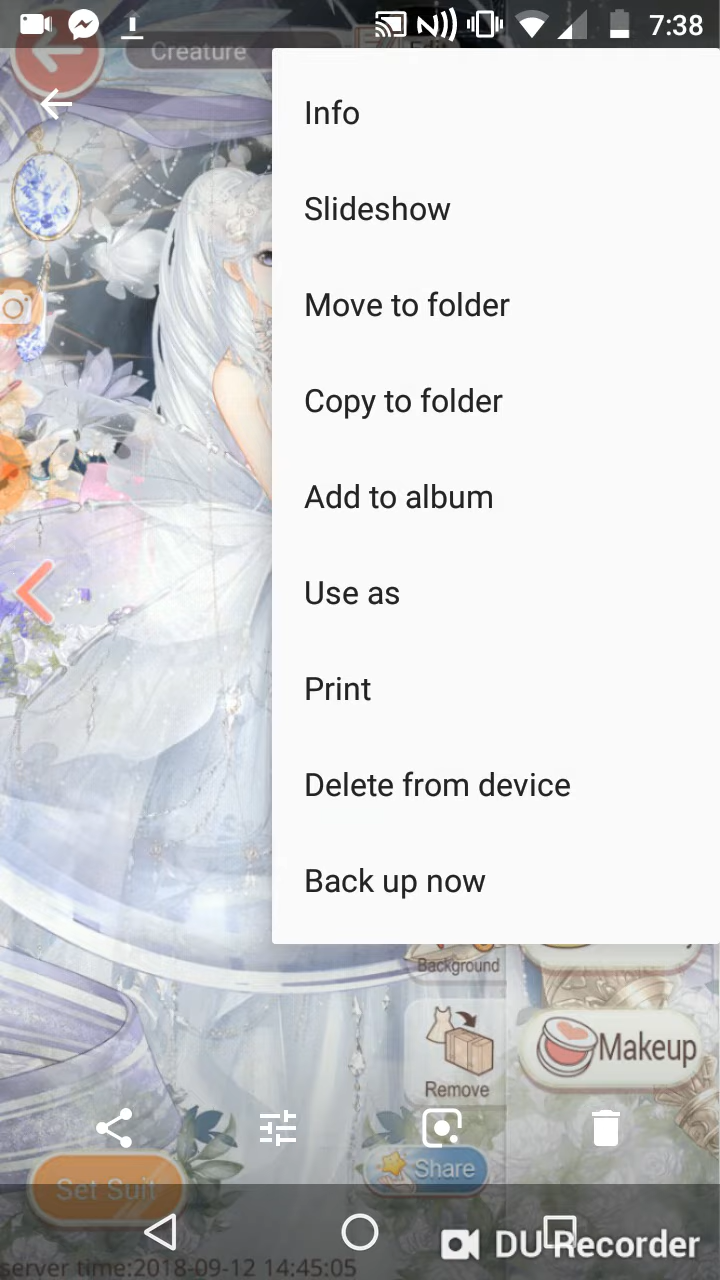 7:38
Creature
Edit
Info
Slideshow
Move to folder
Copy to folder
Add to album
Use as
Print
Delete from device
Back up now
Background
Makeup
Remove
Share
Set Suit
DU Recorder
server time:2018-09-12 14:45:05